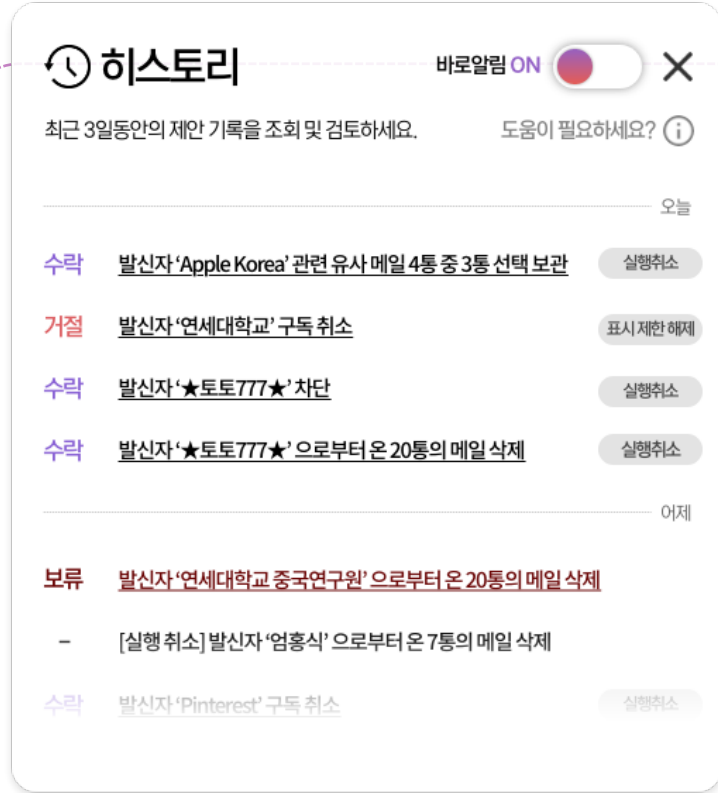 히스토리
바로알림 ON
최근 3일동안의 제안 기록을 조회 및 검토하세요.
도움이 필요하세요?
오늘
수락 발신자 ‘Apple Korea’ 관련 유사 메일 4통 중 3통 선택 보관 실행취소
거절 발신자 ‘연세대학교’ 구독 취소 표시 제한 해제
수락 발신자 ‘★토토777★’ 차단 실행취소
수락 발신자 ‘★토토777★’ 으로부터 온 20통의 메일 삭제 실행취소
어제
보류 발신자 ‘연세대학교 중국연구원’ 으로부터 온 20통의 메일 삭제
– [실행 취소] 발신자 ‘엄홍식’ 으로부터 온 7통의 메일 삭제
수락 발신자 ‘Pinterest’ 구독 취소 실행취소